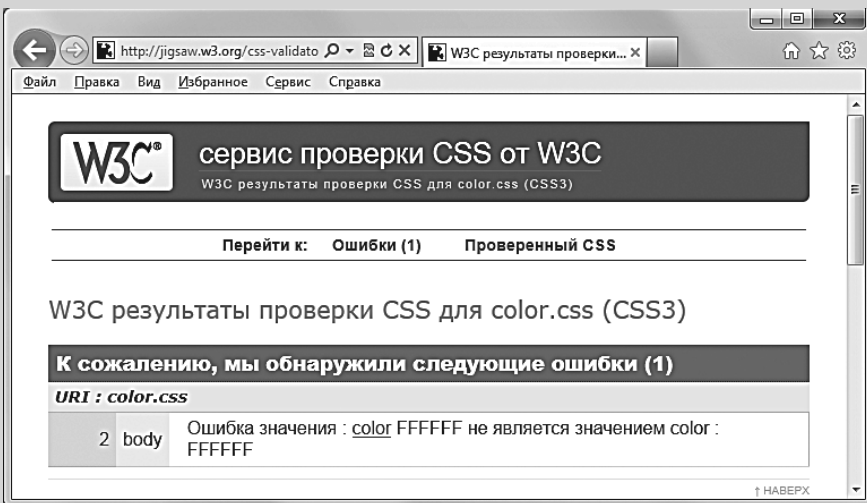 http://jigsaw.w3.org/css-validato
W3C результаты проверки...
Файл Правка Вид Избранное Сервис Справка
W3C®
сервис проверки CSS от W3C
W3C результаты проверки CSS для color.css (CSS3)
Перейти к: Ошибки (1) Проверенный CSS
W3C результаты проверки CSS для color.css (CSS3)
К сожалению, мы обнаружили следующие ошибки (1)
URI : color.css
2 body Ошибка значения : color FFFFFF не является значением color :
FFFFFF
↑ НАВЕРХ